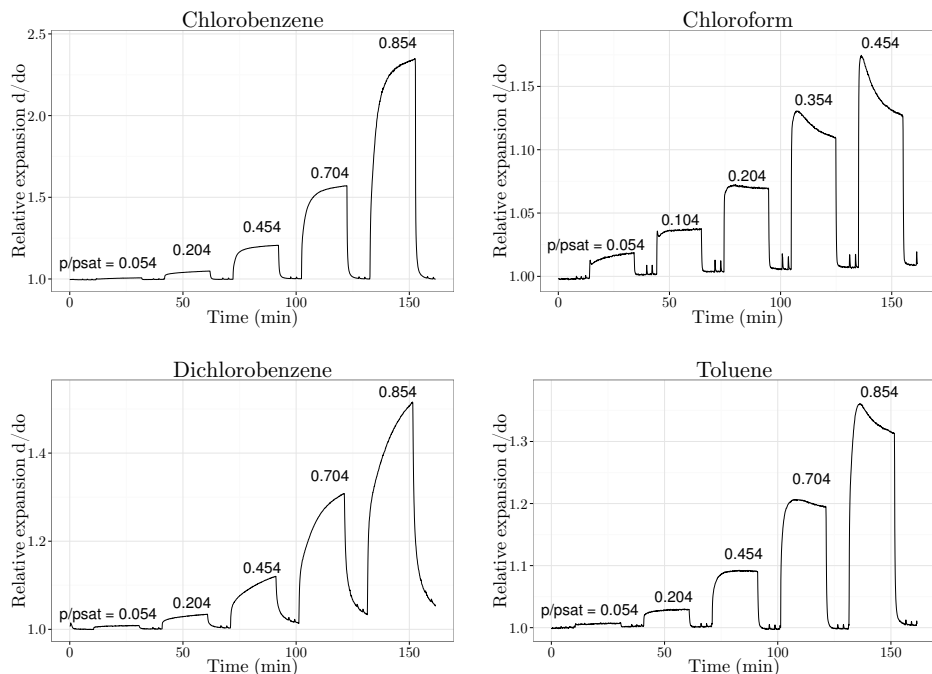 Chlorobenzene
Relative expansion d/do
2.5
2.0
1.5
1.0
p/psat = 0.054
0.204
0.454
0.704
0.854
0
50
100
150
Time (min)
Chloroform
Relative expansion d/do
1.15
1.10
1.05
1.00
p/psat = 0.054
0.104
0.204
0.354
0.454
0
50
100
150
Time (min)
Dichlorobenzene
Relative expansion d/do
1.4
1.2
1.0
p/psat = 0.054
0.204
0.454
0.704
0.854
0
50
100
150
Time (min)
Toluene
Relative expansion d/do
1.3
1.2
1.1
1.0
p/psat = 0.054
0.204
0.454
0.704
0.854
0
50
100
150
Time (min)